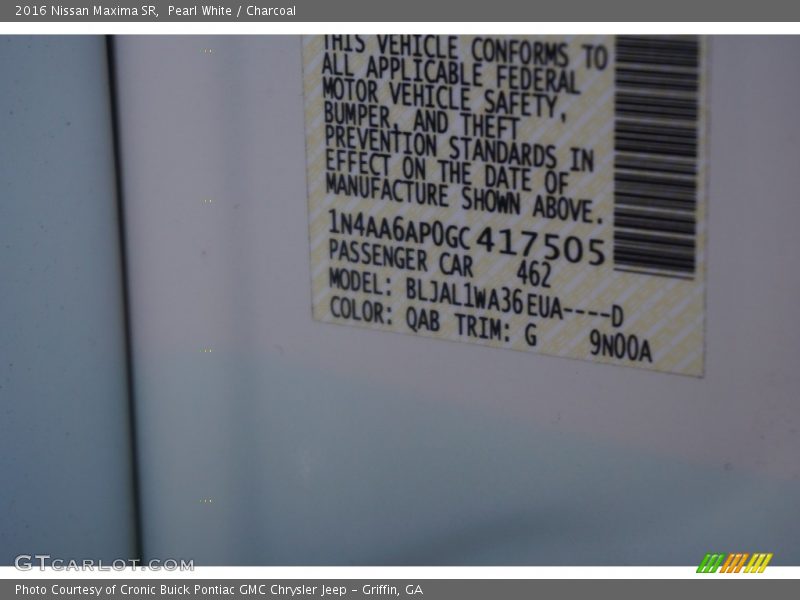 2016 Nissan Maxima SR,  Pearl White / Charcoal
THIS VEHICLE CONFORMS TO
ALL APPLICABLE FEDERAL
MOTOR VEHICLE SAFETY,
BUMPER, AND THEFT
PREVENTION STANDARDS IN
EFFECT ON THE DATE OF
MANUFACTURE SHOWN ABOVE.
1N4AA6AP0GC417505
PASSENGER CAR 462
MODEL: BLJAL1WA36EUA----D
COLOR: QAB TRIM: G 9N00A
GTCARLOT.COM
Photo Courtesy of Cronic Buick Pontiac GMC Chrysler Jeep - Griffin, GA